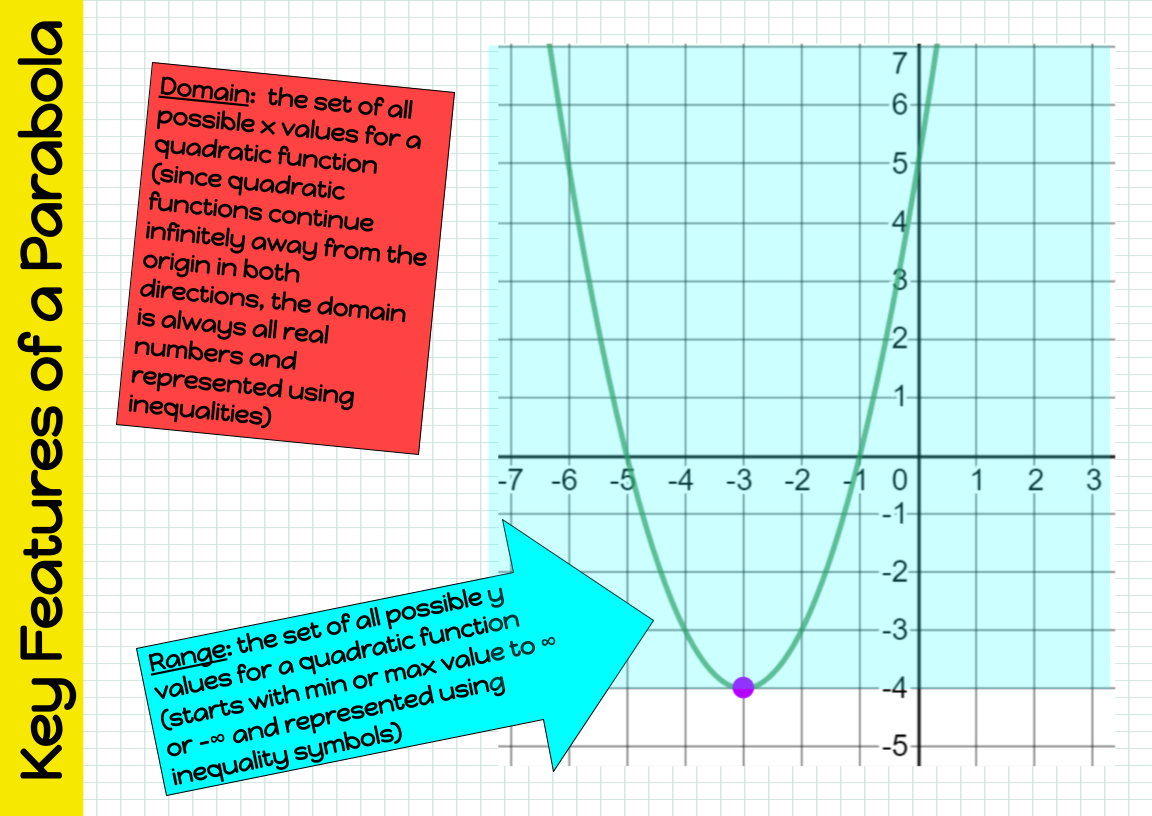 Key Features of a Parabola
Domain: the set of all
possible x values for a
quadratic function
(since quadratic
functions continue
infinitely away from the
origin in both
directions, the domain
is always all real
numbers and
represented using
inequalities)
Range: the set of all possible y
values for a quadratic function
(starts with min or max value to ∞
or -∞ and represented using
inequality symbols)
7
6
5
4
3
2
1
-7 -6 -5 -4 -3 -2 -1 0 1 2 3
-1
-2
-3
-4
-5